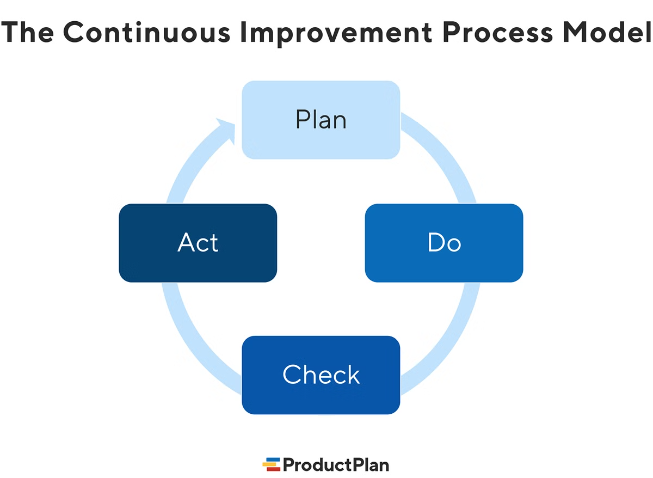 The Continuous Improvement Process Model
Plan
Act
Do
Check
ProductPlan